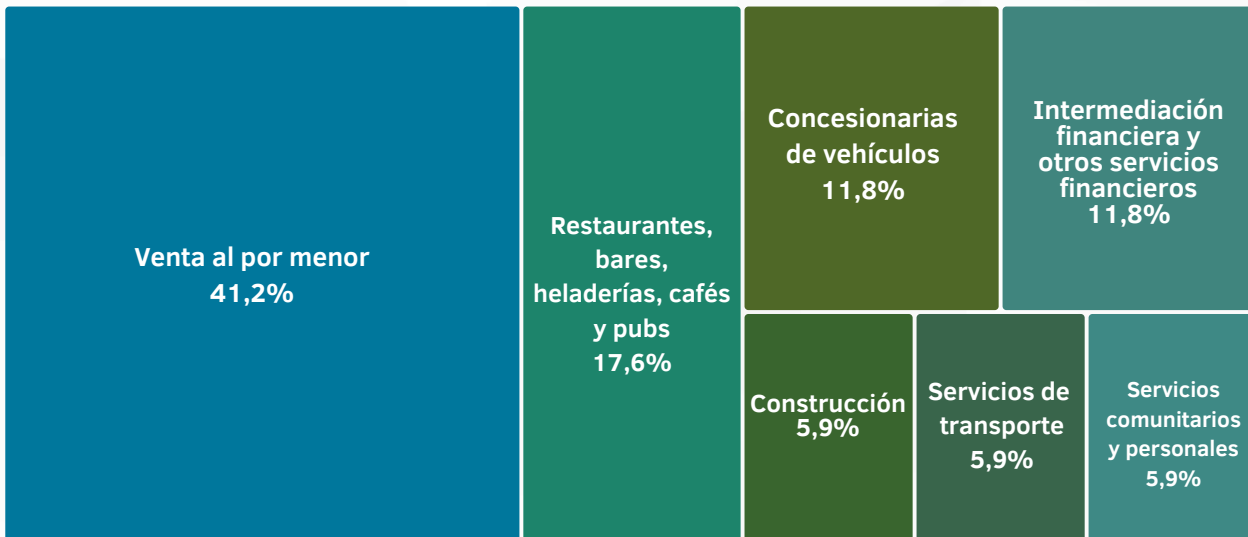 Venta al por menor
41,2%
Restaurantes,
bares,
heladerías, cafés
y pubs
17,6%
Concesionarias
de vehículos
11,8%
Intermediación
financiera y
otros servicios
financieros
11,8%
Construcción
5,9%
Servicios de
transporte
5,9%
Servicios
comunitarios
y personales
5,9%